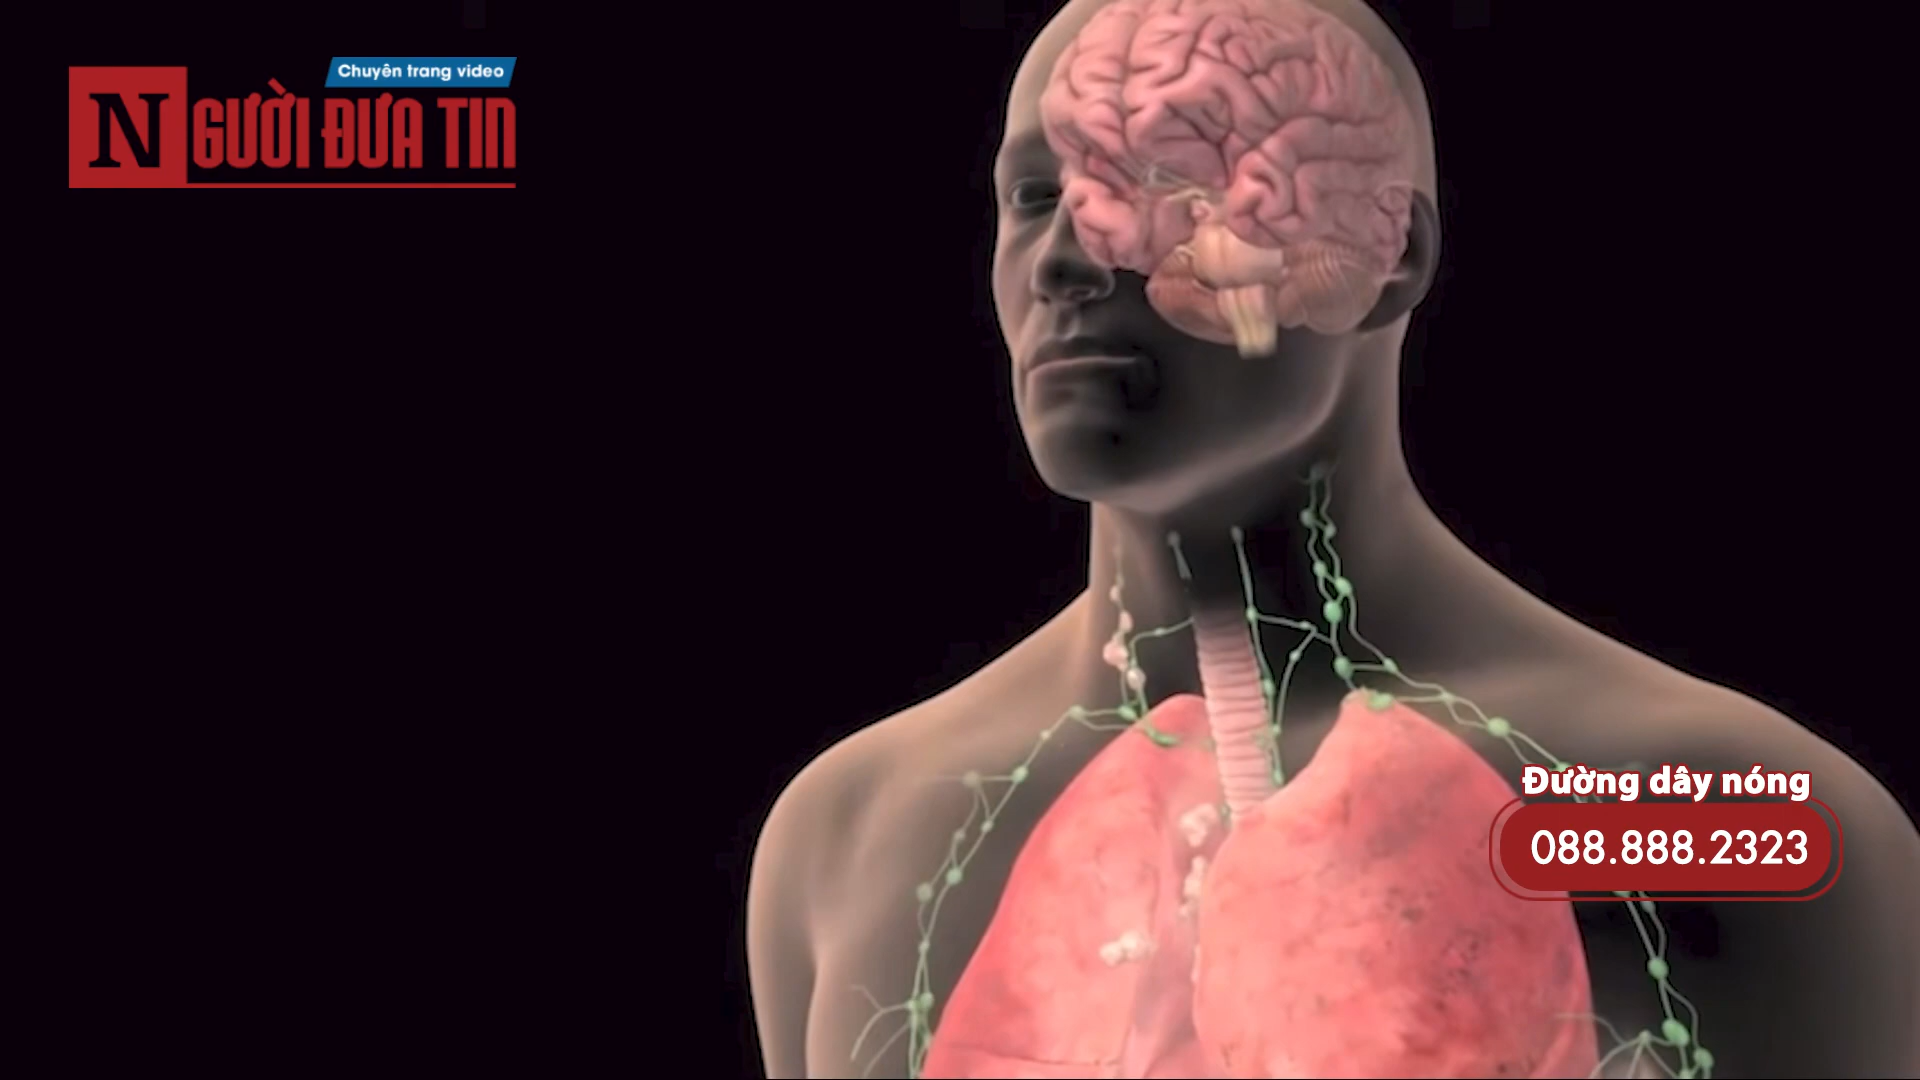 Chuyên trang video
NGƯỜI ĐƯA TIN
Đường dây nóng
088.888.2323